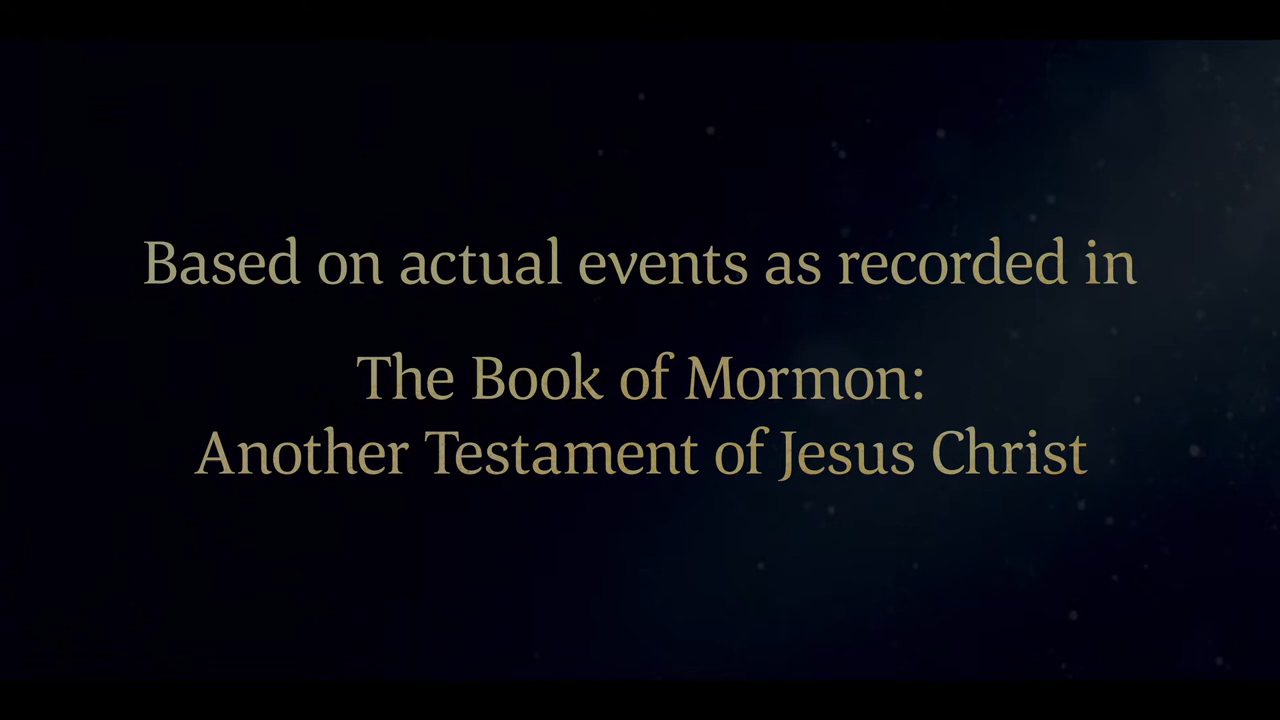 Based on actual events as recorded in
The Book of Mormon:
Another Testament of Jesus Christ